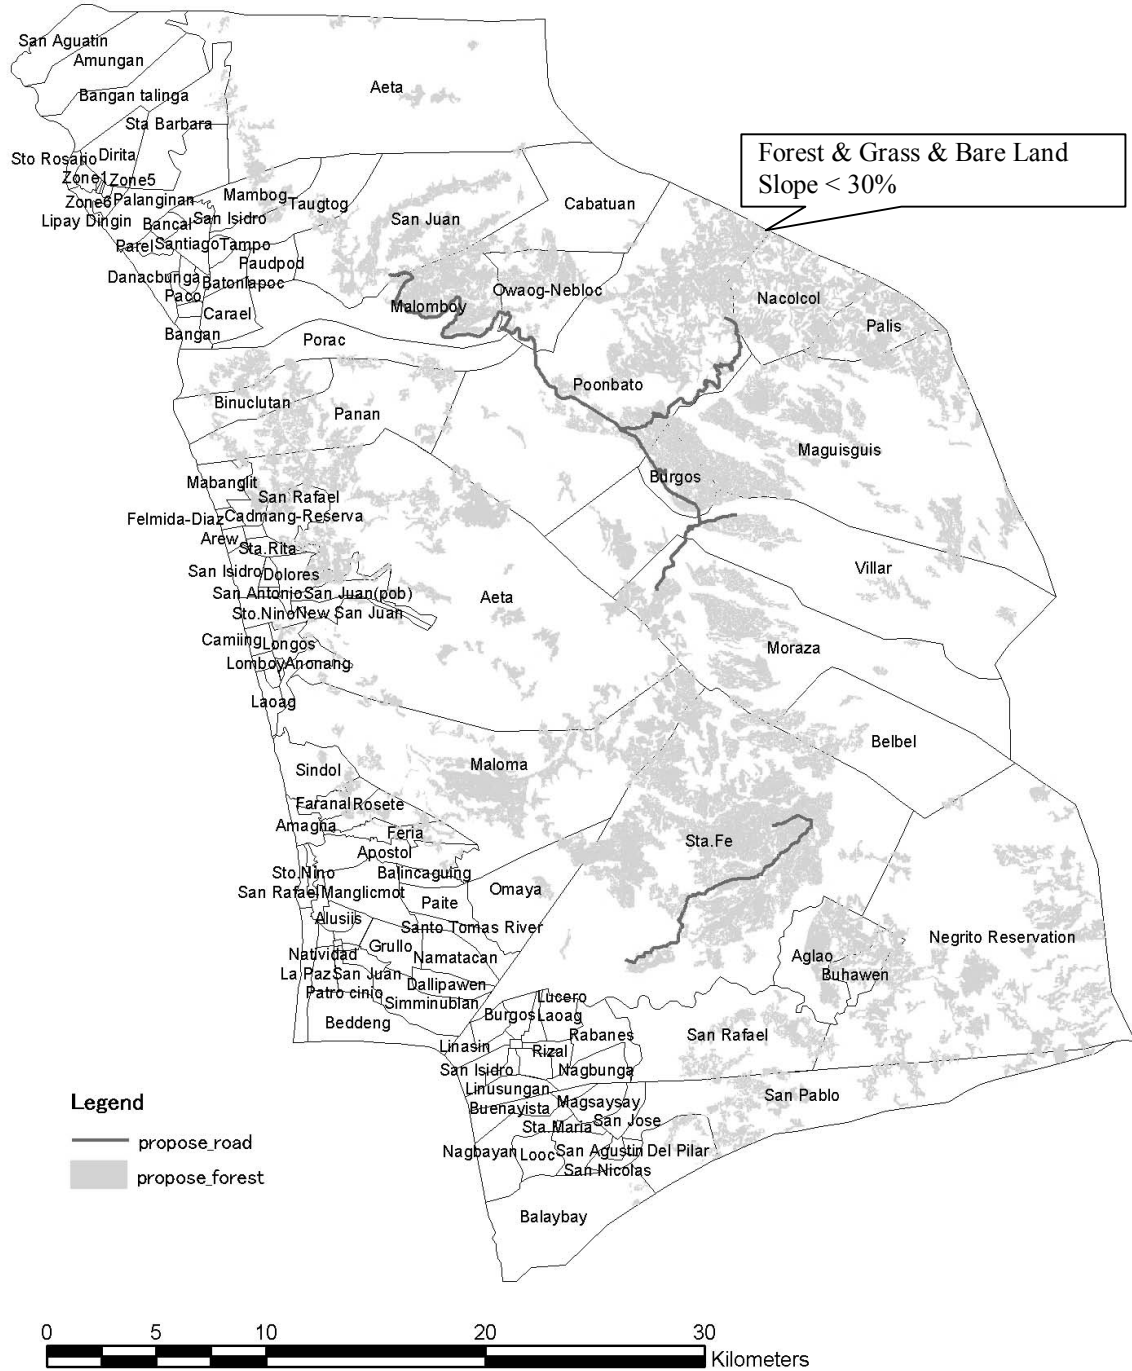 San Aguatin
Amungan
Aeta
Bangan talinga
Sta Barbara
Forest & Grass & Bare Land
Slope < 30%
Sto Rosario
Dirita
Zone1
Zone5
Mambog
Taugtog
Cabatuan
Zone6
Palanginan
Lipay Dingin
Bancal
San Isidro
San Juan
Parel
Santiago
Tampo
Paudpod
Danacbunga
Batonlapoc
Owaog-Nebloc
Paco
Nacolcol
Carael
Malomboy
Palis
Bangan
Porac
Poonbato
Binuclutan
Panan
Maguisguis
Mabanglit
Burgos
San Rafael
Felmida-Diaz
Cadmang-Reserva
Arew
Sta.Rita
San Isidro
Dolores
Villar
San Antonio
San Juan(pob)
Aeta
Sto.Nino
New San Juan
Camiing
Longos
Moraza
Lomboy
Anonang
Laoag
Belbel
Sindol
Maloma
Faranal
Rosete
Amagna
Feria
Sta.Fe
Apostol
Sto.Nino
Balincaguing
San Rafael
Manglicmot
Paite
Omaya
Alusiis
Santo Tomas River
Negrito Reservation
Natividad
Grullo
Namatacan
Aglao
La Paz
San Juan
Buhawen
Patro cinio
Dallipawen
Simminublan
Lucero
Beddeng
Burgos
Laoag
Rabanes
San Rafael
Linasin
Rizal
San Isidro
Nagbunga
Linusungan
San Pablo
Legend
Buenayista
Magsaysay
San Jose
Sta.Maria
propose_road
Nagbayan
Looc
San Agustin
Del Pilar
San Nicolas
propose_forest
Balaybay
0 5 10 20 30
Kilometers